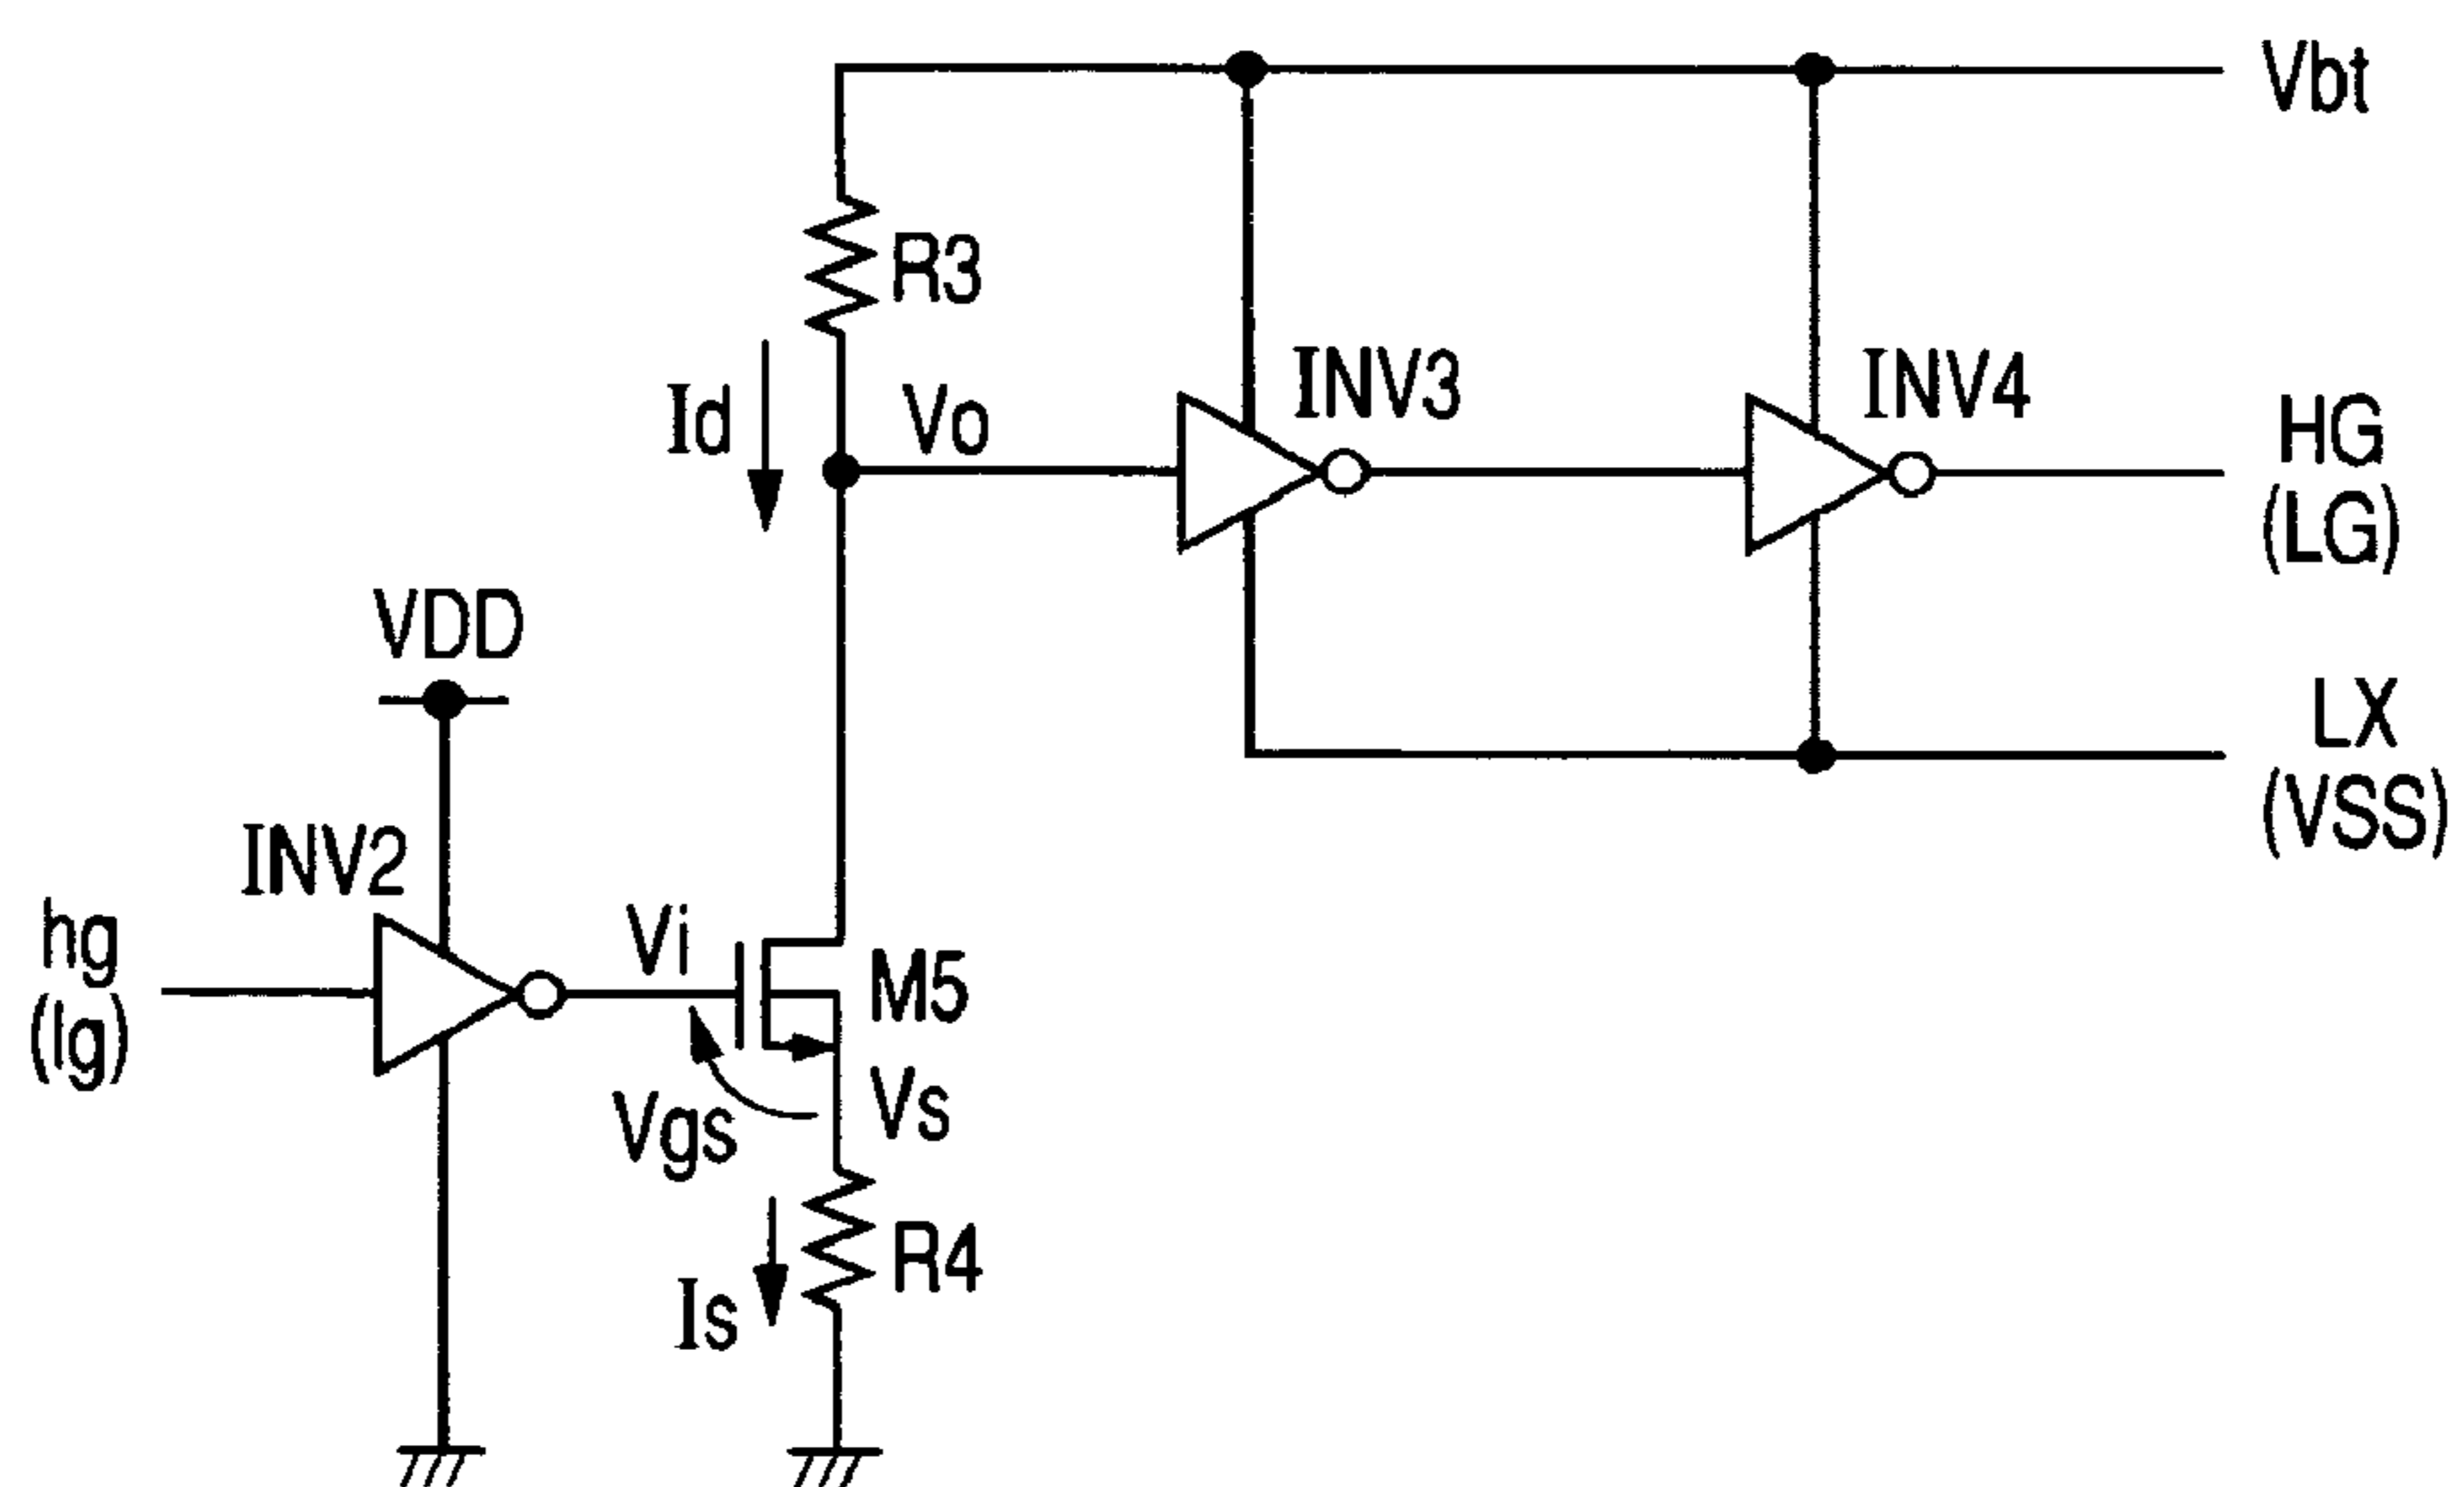 Vbt
R3
Id
Vo
INV3
INV4
HG
(LG)
VDD
LX
(VSS)
INV2
hg
(lg)
Vi
M5
Vgs
Vs
R4
Is